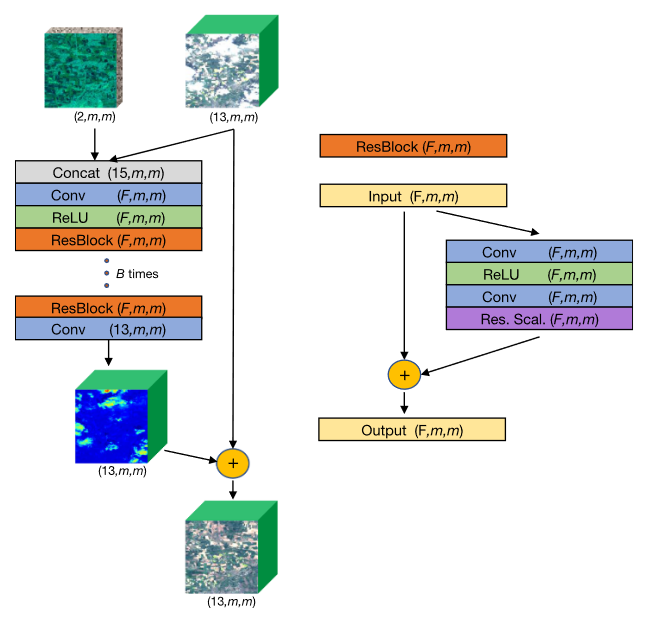 (2,m,m)
(13,m,m)
Concat (15,m,m)
Conv (F,m,m)
ReLU (F,m,m)
ResBlock (F,m,m)
B times
ResBlock (F,m,m)
Conv (13,m,m)
(13,m,m)
+
(13,m,m)
ResBlock (F,m,m)
Input (F,m,m)
Conv (F,m,m)
ReLU (F,m,m)
Conv (F,m,m)
Res. Scal. (F,m,m)
+
Output (F,m,m)